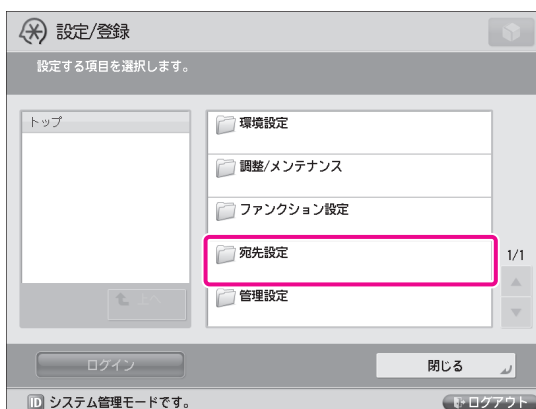 設定/登録
設定する項目を選択します。
トップ
環境設定
調整/メンテナンス
ファンクション設定
宛先設定
管理設定
1/1
上へ
ログイン
閉じる
ID システム管理モードです。
ログアウト